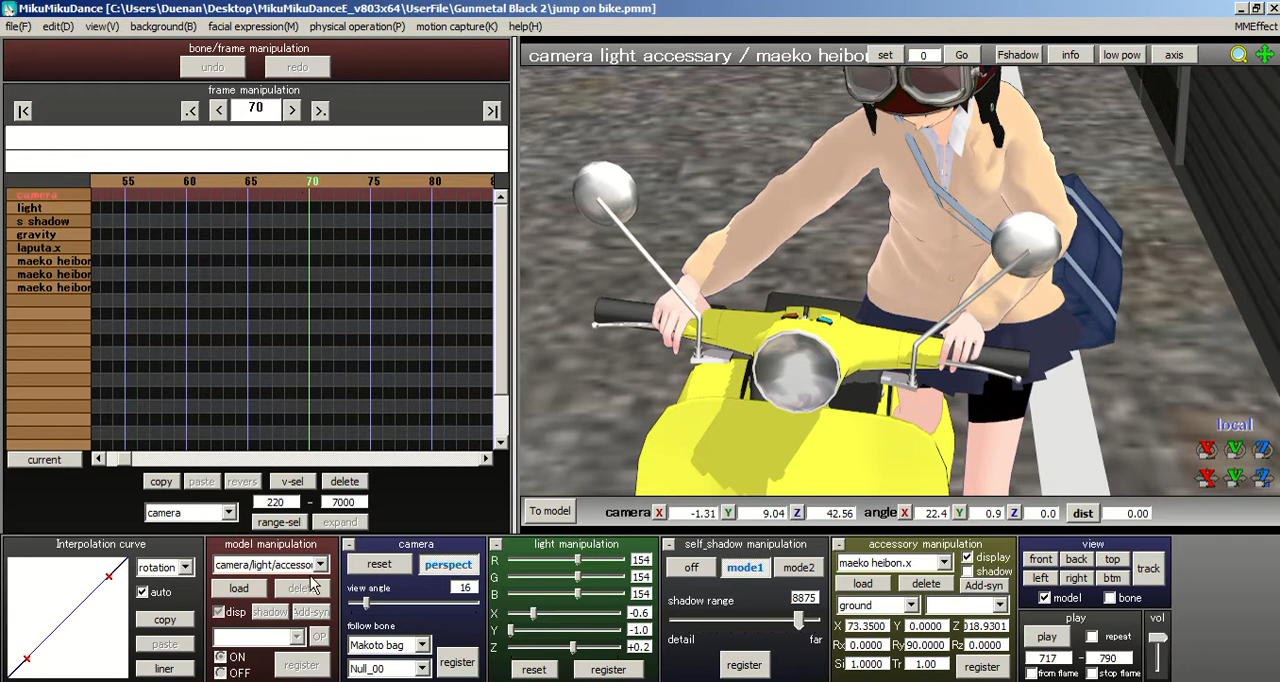 MikuMikuDance [C:\Users\Duenan\Desktop\MikuMikuDanceE_v803x64\UserFile\Gunmetal Black 2\jump on bike.pmm]
file(F) edit(D) view(V) background(B) facial expression(M) physical operation(P) motion capture(K) help(H) MMEffect
bone/frame manipulation
undo redo
frame manipulation
|< .< < 70 > >. >|
55 60 65 70 75 80 8
camera
light
s shadow
gravity
laputa.x
maeko heibor
maeko heibor
maeko heibor
current
copy paste revers v-sel delete
camera 220 - 7000
range-sel expand
camera light accessary / maeko heibor set 0 Go Fshadow info low pow axis
local
X Y Z
X Y Z
To model camera X -1.31 Y 9.04 Z 42.56 angle X 22.4 Y 0.9 Z 0.0 dist 0.00
Interpolation curve
rotation
auto
copy
paste
liner
model manipulation
camera/light/accessor
load delete
disp shadow Add-syn
OP
ON
OFF
register
camera
reset perspect
view angle 16
follow bone
Makoto bag
Null_00
register
light manipulation
R 154
G 154
B 154
X -0.6
Y -1.0
Z +0.2
reset register
self_shadow manipulation
off mode1 mode2
shadow range 8875
detail far
register
accessory manipulation
maeko heibon.x display
shadow
load delete Add-syn
ground
X 73.3500 Y 0.0000 Z 018.9301
Rx 0.0000 Ry 90.0000 Rz 0.0000
Si 1.0000 Tr 1.00 register
view
front back top
left right btm
track
model bone
play
play repeat
717 - 790
from flame stop flame
vol